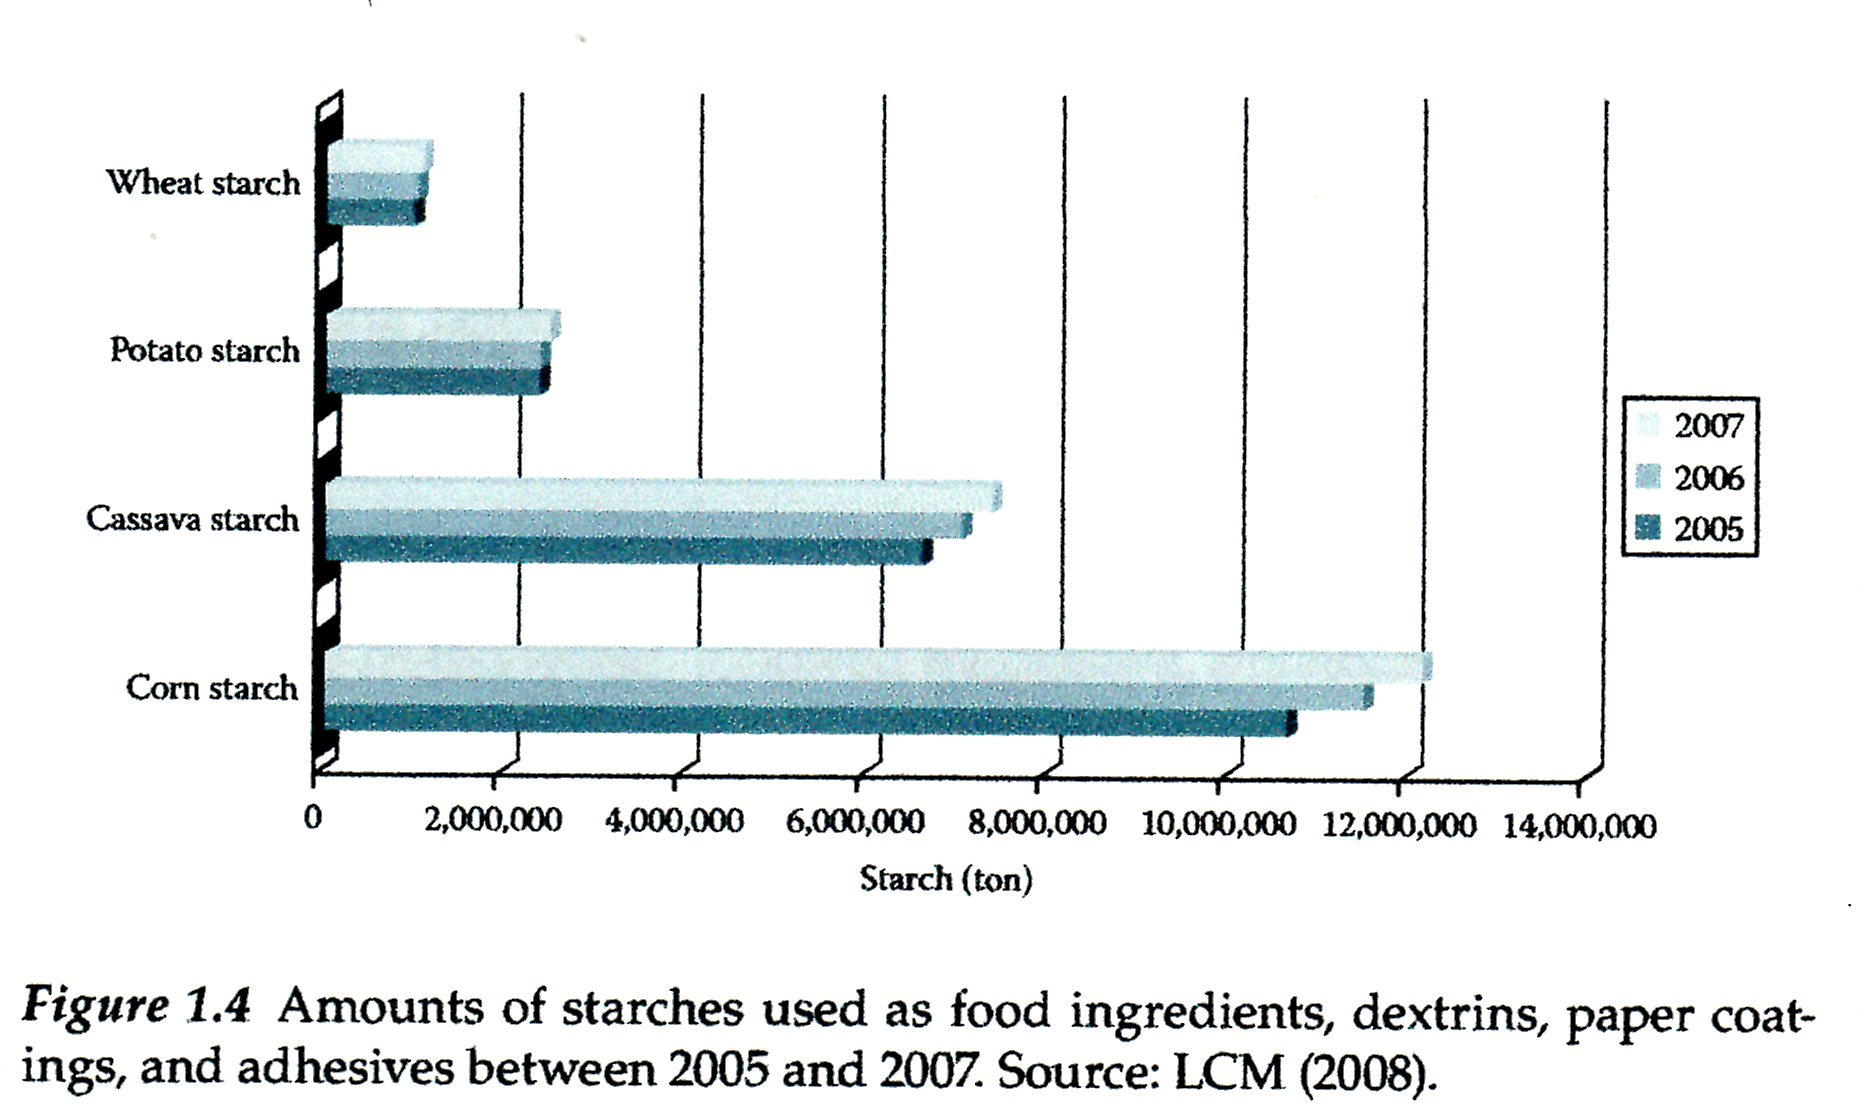 Wheat starch
Potato starch
Cassava starch
Corn starch
2007
2006
2005
0 2,000,000 4,000,000 6,000,000 8,000,000 10,000,000 12,000,000 14,000,000
Starch (ton)
Figure 1.4 Amounts of starches used as food ingredients, dextrins, paper coat-
ings, and adhesives between 2005 and 2007. Source: LCM (2008).